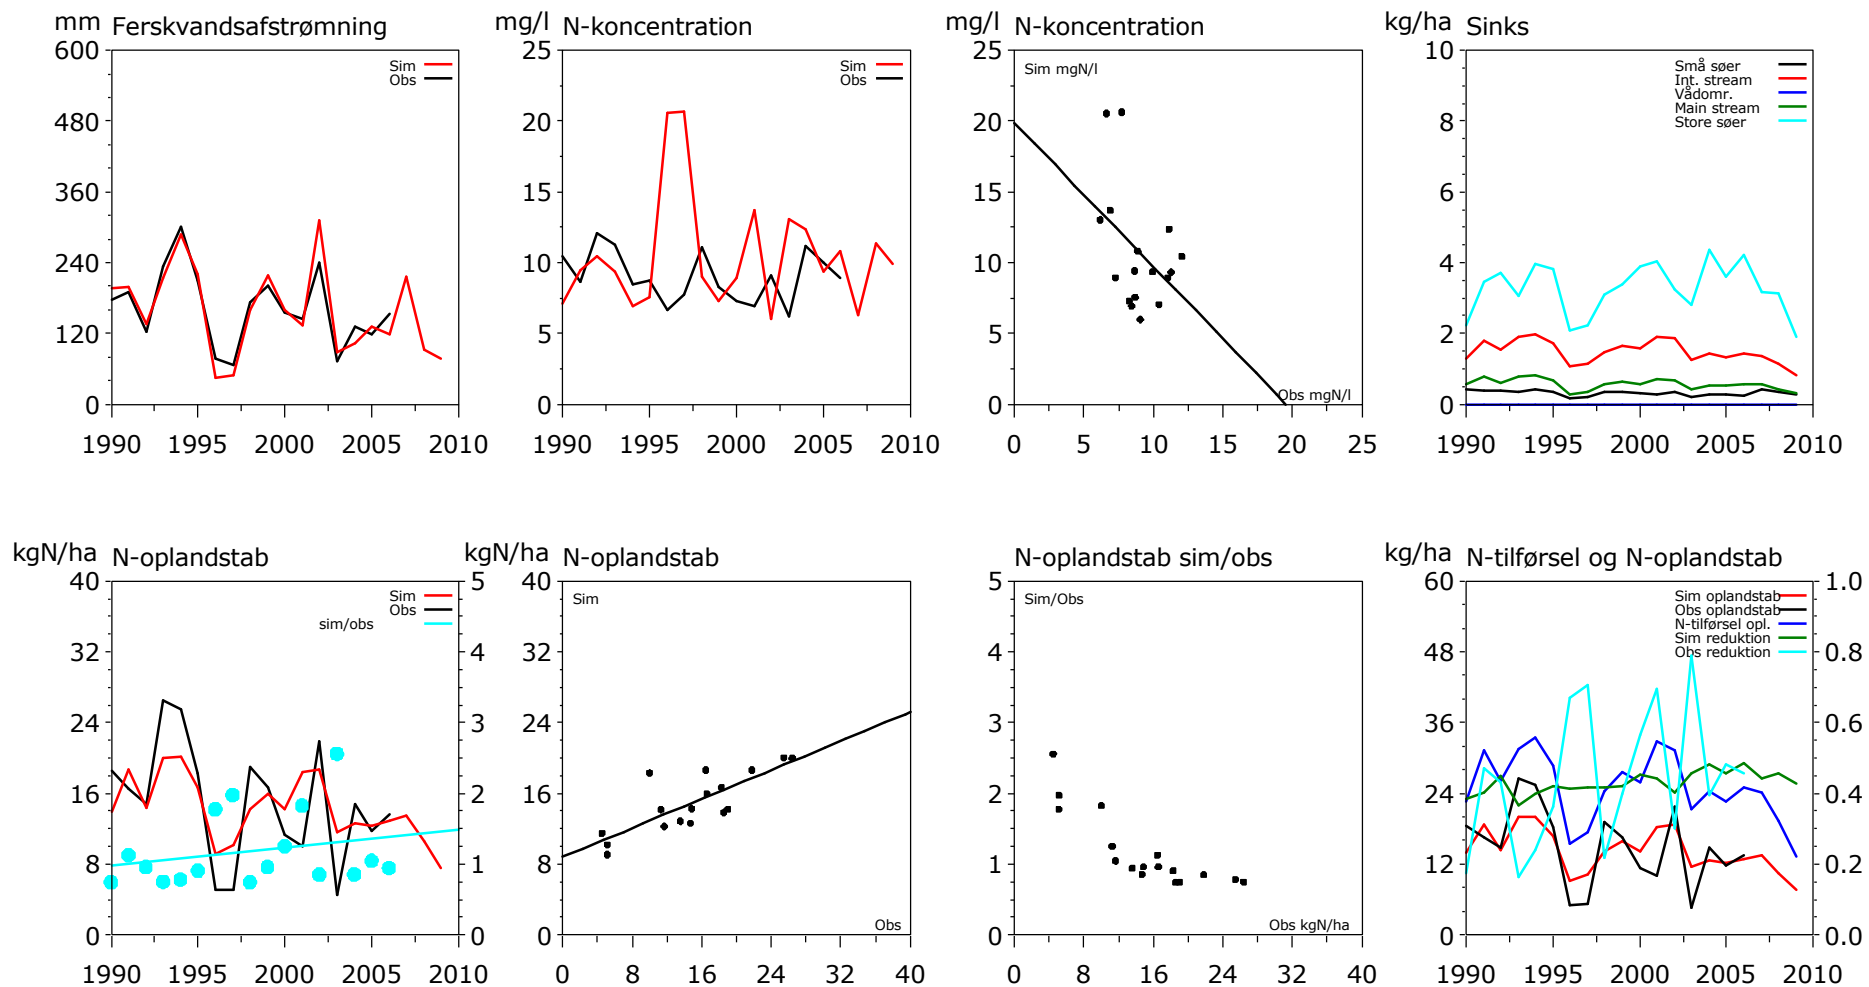 mm Ferskvandsafstrømning
600
480
360
240
120
0
Sim
Obs
1990 1995 2000 2005 2010
mg/l N-koncentration
25
20
15
10
5
0
Sim
Obs
1990 1995 2000 2005 2010
mg/l N-koncentration
25
20
15
10
5
0
Sim mgN/l
Obs mgN/l
0 5 10 15 20 25
kg/ha Sinks
10
8
6
4
2
0
Små søer
Int. stream
Vådomr.
Main stream
Store søer
1990 1995 2000 2005 2010
kgN/ha N-oplandstab
40
32
24
16
8
0
Sim
Obs
sim/obs
5
4
3
2
1
0
1990 1995 2000 2005 2010
kgN/ha N-oplandstab
40
32
24
16
8
0
Sim
Obs
0 8 16 24 32 40
N-oplandstab sim/obs
5
4
3
2
1
0
Sim/Obs
Obs kgN/ha
0 8 16 24 32 40
kg/ha N-tilførsel og N-oplandstab
60
48
36
24
12
0
Sim oplandstab
Obs oplandstab
N-tilførsel opl.
Sim reduktion
Obs reduktion
1.0
0.8
0.6
0.4
0.2
0.0
1990 1995 2000 2005 2010